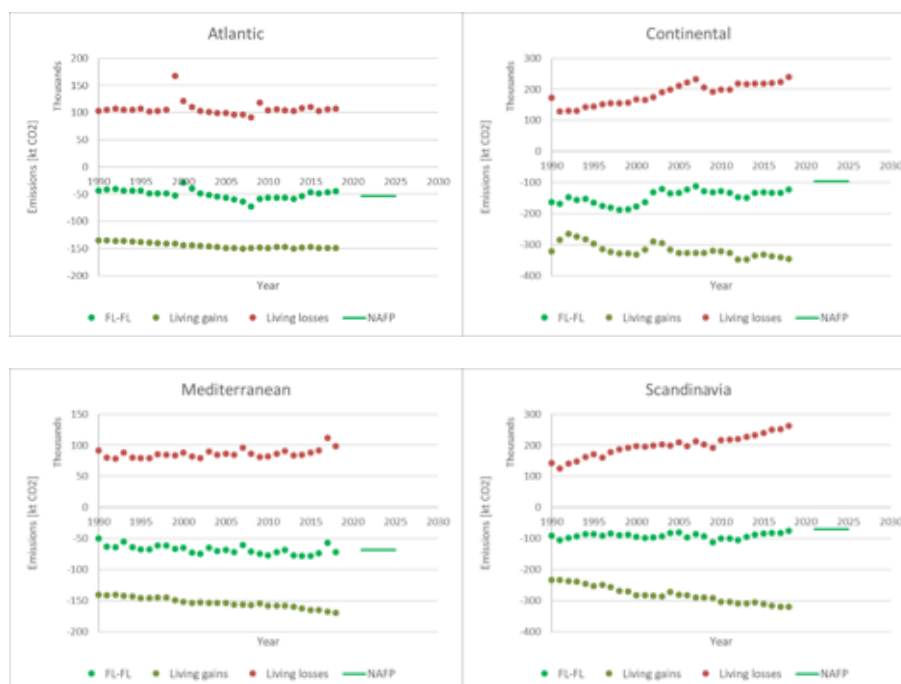 Atlantic
Thousands
Emissions [kt CO2]
200
150
100
50
0
-50
-100
-150
-200
1990 1995 2000 2005 2010 2015 2020 2025 2030
Year
FL-FL Living gains Living losses NAFP
Continental
Thousands
Emissions [kt CO2]
300
200
100
0
-100
-200
-300
-400
1990 1995 2000 2005 2010 2015 2020 2025 2030
Year
FL-FL Living gains Living losses NAFP
Mediterranean
Thousands
Emissions [kt CO2]
150
100
50
0
-50
-100
-150
-200
1990 1995 2000 2005 2010 2015 2020 2025 2030
Year
FL-FL Living gains Living losses NAFP
Scandinavia
Thousands
Emissions [kt CO2]
300
200
100
0
-100
-200
-300
-400
1990 1995 2000 2005 2010 2015 2020 2025 2030
Year
FL-FL Living gains Living losses NAFP